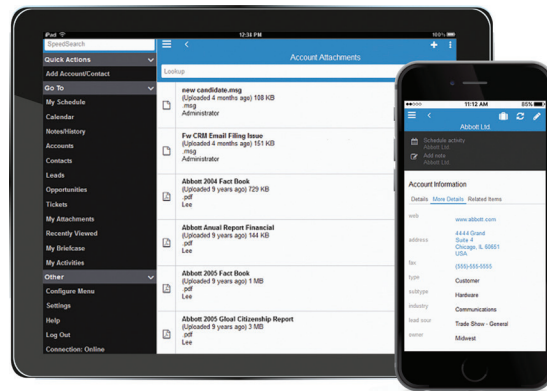 iPad
12:34 PM
100%
SpeedSearch
Quick Actions
Add Account/Contact
Go To
My Schedule
Calendar
Notes/History
Accounts
Contacts
Leads
Opportunities
Tickets
My Attachments
Recently Viewed
My Briefcase
My Activities
Other
Configure Menu
Settings
Help
Log Out
Connection: Online
Account Attachments
Lookup
new candidate.msg
(Uploaded 4 months ago) 108 KB
.msg
Administrator
Fw CRM Email Filing Issue
(Uploaded 4 months ago) 151 KB
.msg
Administrator
Abbott 2004 Fact Book
(Uploaded 9 years ago) 729 KB
.pdf
Lee
Abbott Anual Report Financial
(Uploaded 9 years ago) 144 KB
.pdf
Lee
Abbott 2005 Fact Book
(Uploaded 9 years ago) 1 MB
.pdf
Lee
Abbott 2005 Gloal Citizenship Report
(Uploaded 9 years ago) 3 MB
.pdf
Lee
11:12 AM
85%
Abbott Ltd.
Schedule activity
Abbott Ltd.
Add note
Abbott Ltd.
Account Information
Details More Details Related Items
web www.abbott.com
address 4444 Grand
Suite 4
Chicago, IL 60651
USA
fax (555)-555-5555
type Customer
subtype Hardware
industry Communications
lead sour Trade Show - General
owner Midwest